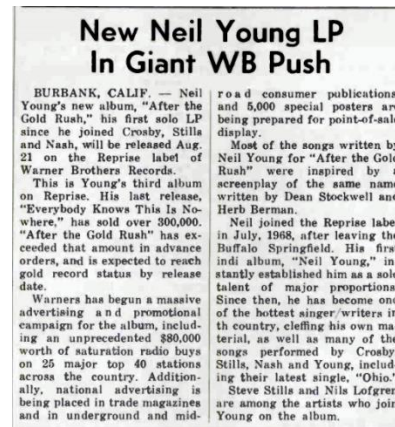 New Neil Young LP
In Giant WB Push
BURBANK, CALIF. — Neil
Young's new album, "After the
Gold Rush," his first solo LP
since he joined Crosby, Stills
and Nash, will be released Aug.
21 on the Reprise label of
Warner Brothers Records.
This is Young's third album
on Reprise. His last release,
"Everybody Knows This Is No-
where," has sold over 300,000.
"After the Gold Rush" has ex-
ceeded that amount in advance
orders, and is expected to reach
gold record status by release
date.
Warners has begun a massive
advertising and promotional
campaign for the album, includ-
ing an unprecedented $80,000
worth of saturation radio buys
on 25 major top 40 stations
across the country. Addition-
ally, national advertising is
being placed in trade magazines
and in underground and mid-
road consumer publications
and 5,000 special posters are
being prepared for point-of-sale
display.
Most of the songs written by
Neil Young for "After the Gold
Rush" were inspired by a
screenplay of the same name
written by Dean Stockwell and
Herb Berman.
Neil joined the Reprise label
in July, 1968, after leaving the
Buffalo Springfield. His first
indi album, "Neil Young," in-
stantly established him as a solo
talent of major proportions.
Since then, he has become one
of the hottest singer/writers in
th country, cleffing his own ma-
terial, as well as many of the
songs performed by Crosby,
Stills, Nash and Young, includ-
ing their latest single, "Ohio."
Steve Stills and Nils Lofgren
are among the artists who join
Young on the album.